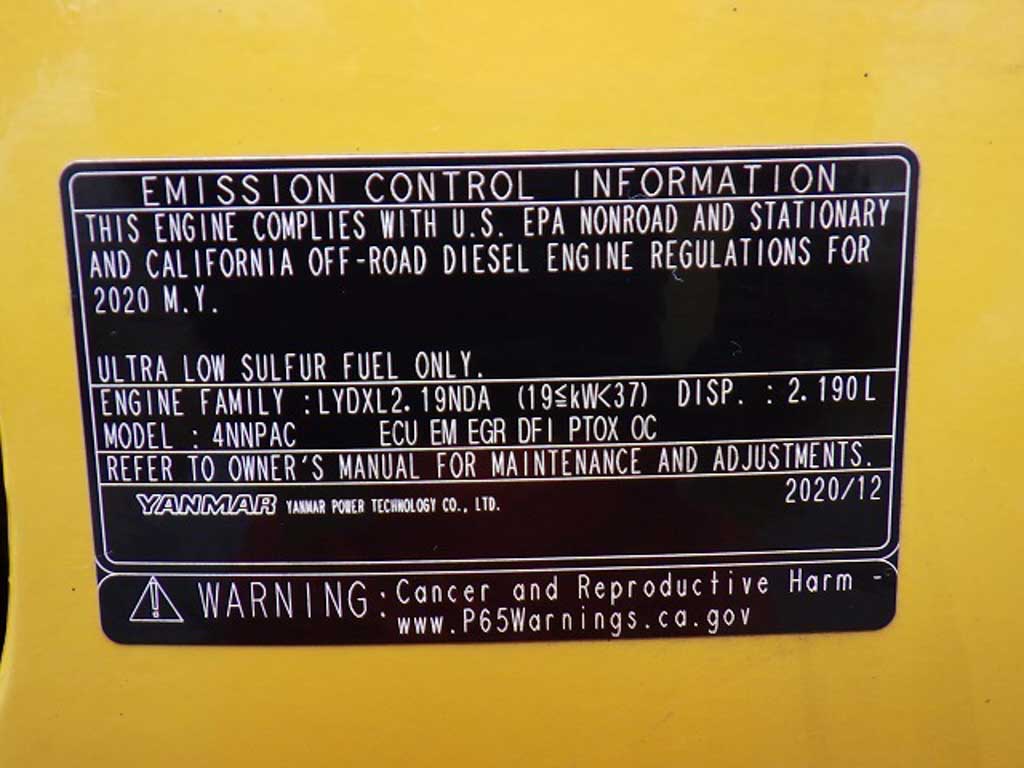 EMISSION CONTROL INFORMATION
THIS ENGINE COMPLIES WITH U.S. EPA NONROAD AND STATIONARY
AND CALIFORNIA OFF-ROAD DIESEL ENGINE REGULATIONS FOR
2020 M.Y.
ULTRA LOW SULFUR FUEL ONLY.
ENGINE FAMILY :LYDXL2.19NDA (19≦kW<37) DISP. : 2.190L
MODEL : 4NNPAC ECU EM EGR DFI PTOX OC
REFER TO OWNER'S MANUAL FOR MAINTENANCE AND ADJUSTMENTS.
2020/12
YANMAR YANMAR POWER TECHNOLOGY CO., LTD.
WARNING: Cancer and Reproductive Harm -
www.P65Warnings.ca.gov